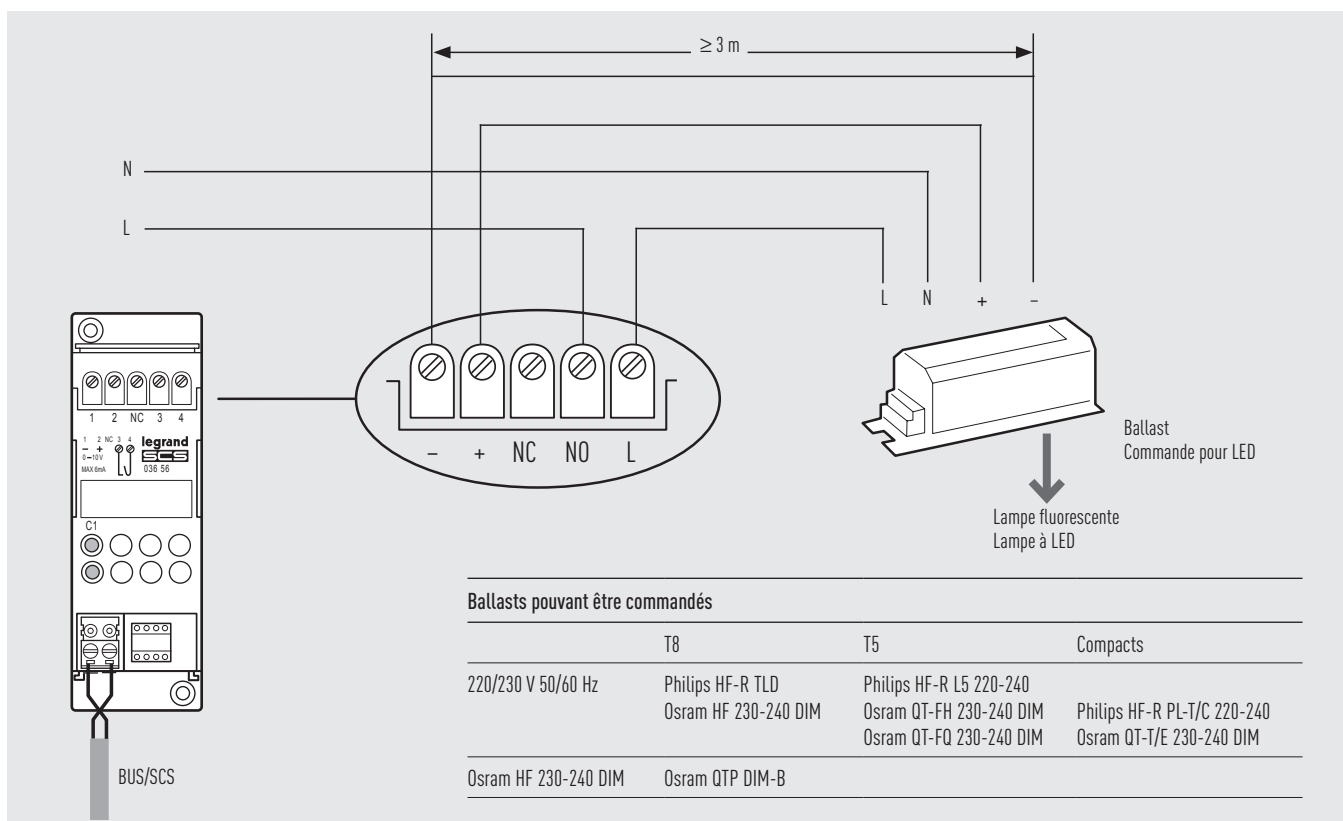 ≥ 3 m
N
L
L N + –
1 2 NC 3 4
1 2 NC 3 4
– +
0 – 10 V
MAX 6mA
legrand
SCS
036 56
C1
BUS/SCS
– + NC NO L
Ballast
Commande pour LED
Lampe fluorescente
Lampe à LED
Ballasts pouvant être commandés
T8 T5 Compacts
220/230 V 50/60 Hz Philips HF-R TLD Philips HF-R L5 220-240
Osram HF 230-240 DIM Osram QT-FH 230-240 DIM Philips HF-R PL-T/C 220-240
Osram QT-FQ 230-240 DIM Osram QT-T/E 230-240 DIM
Osram HF 230-240 DIM Osram QTP DIM-B